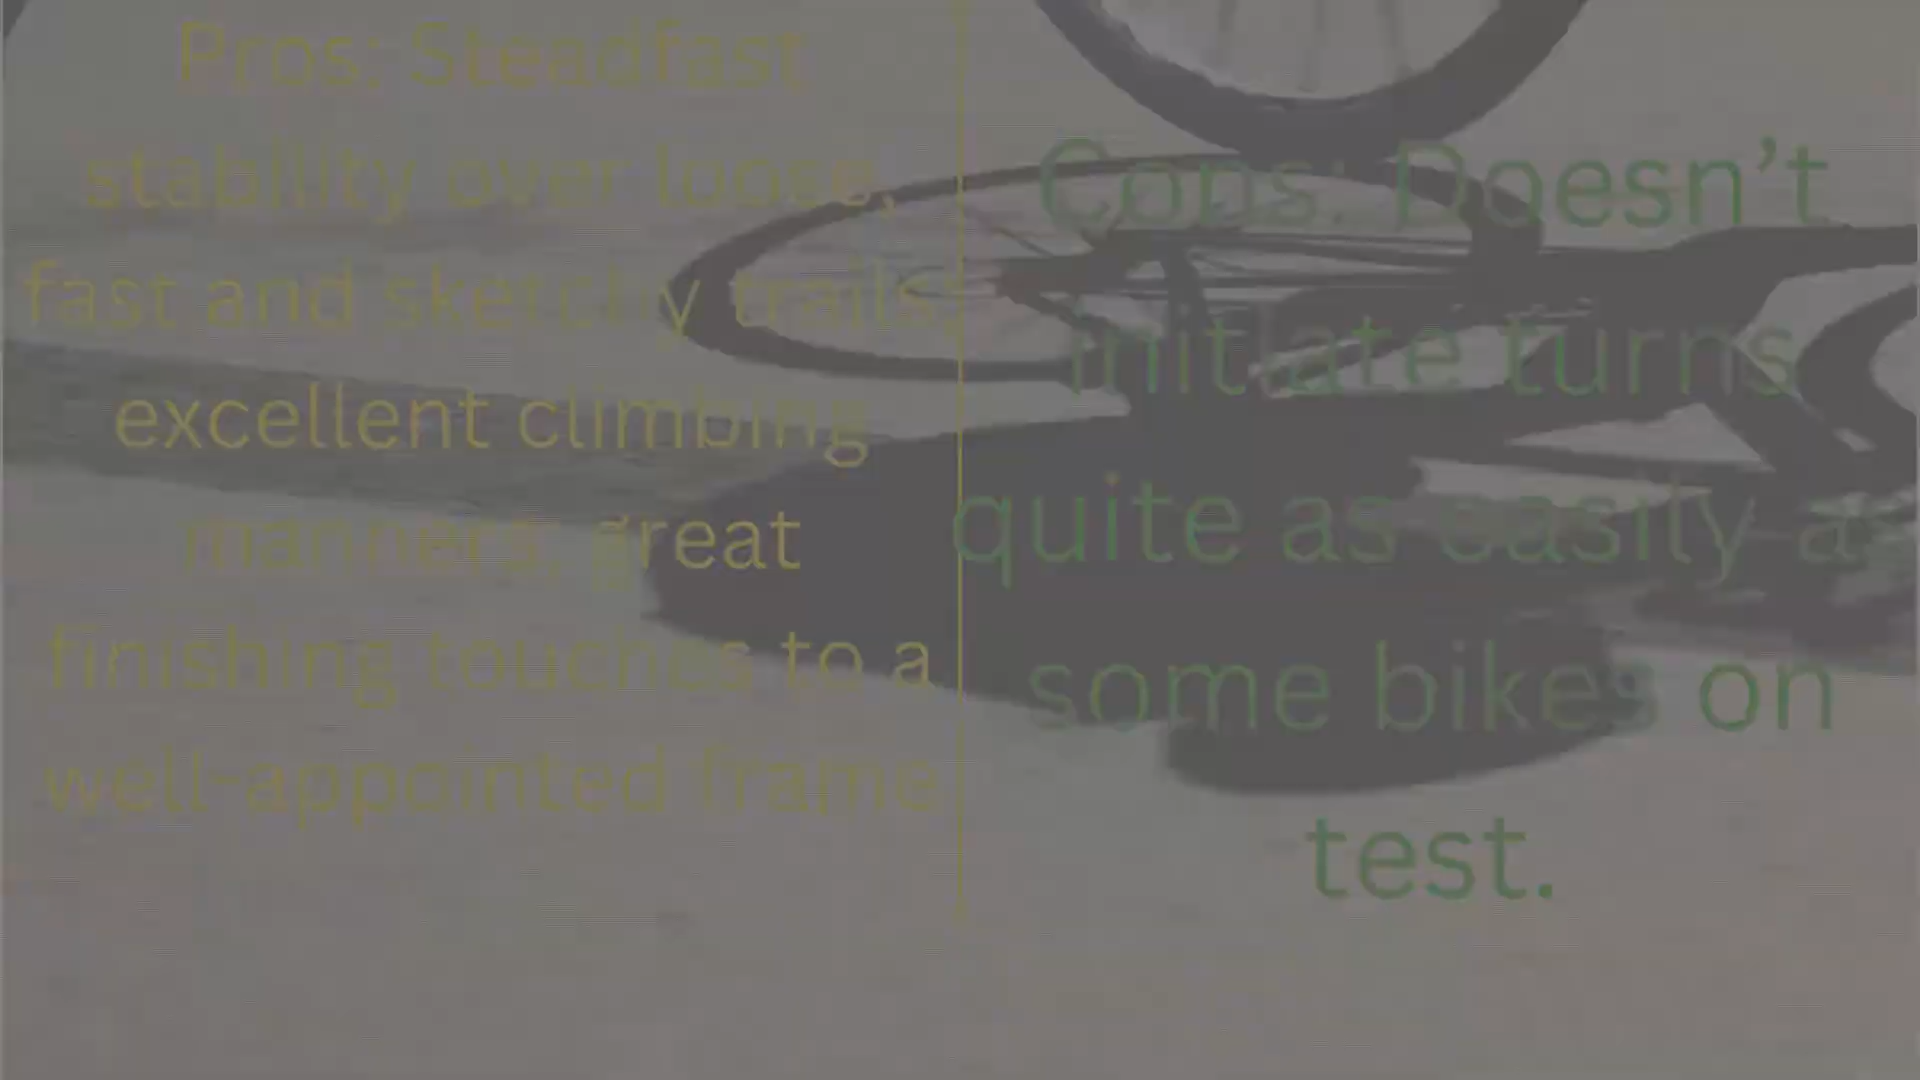 Pros: Steadfast
stability over loose,
fast and sketchy trails;
excellent climbing
manners; great
finishing touches to a
well-appointed frame
Cons: Doesn’t
initiate turns
quite as easily as
some bikes on
test.